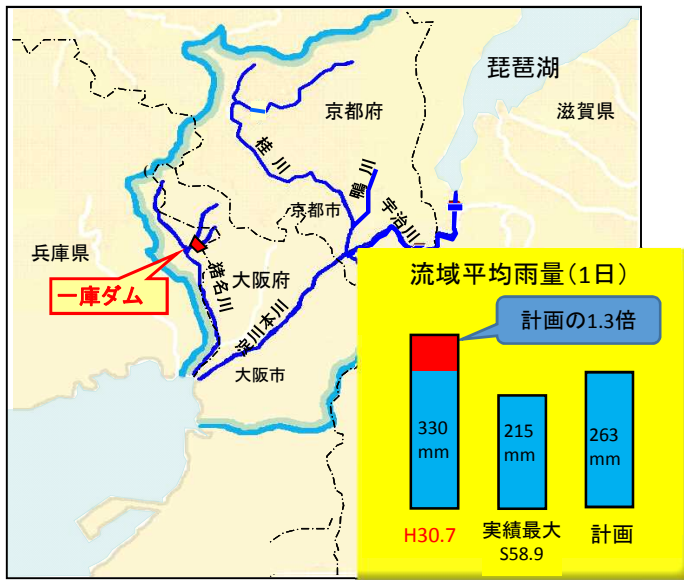 琵琶湖
滋賀県
京都府
桂川
鴨川
京都市
宇治川
兵庫県
大阪府
猪名川
一庫ダム
淀川本川
大阪市
流域平均雨量(1日)
計画の1.3倍
330
mm
215
mm
263
mm
H30.7
実績最大
S58.9
計画